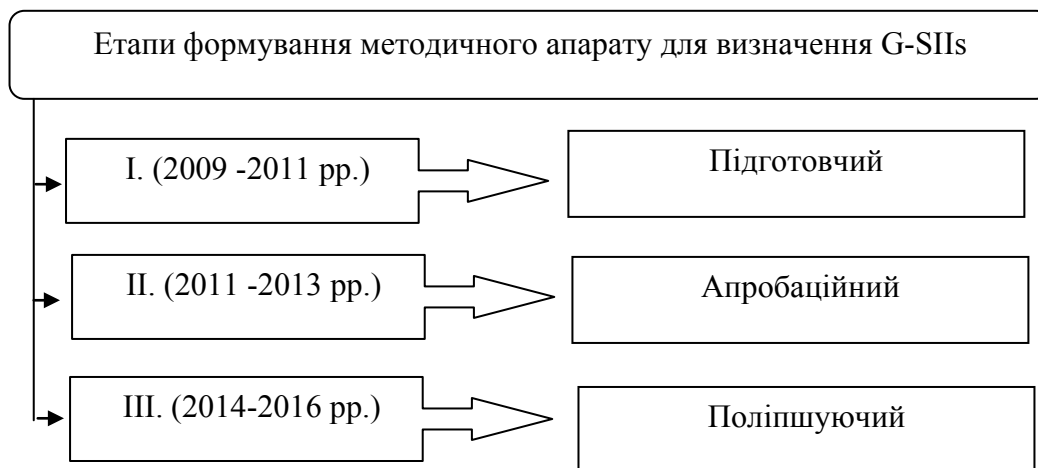 Етапи формування методичного апарату для визначення G-SIIs
I. (2009 -2011 рр.)
Підготовчий
II. (2011 -2013 рр.)
Апробаційний
III. (2014-2016 рр.)
Поліпшуючий